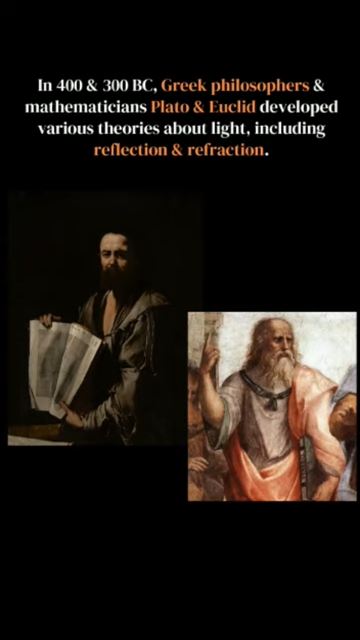 In 400 & 300 BC, Greek philosophers &
mathematicians Plato & Euclid developed
various theories about light, including
reflection & refraction.